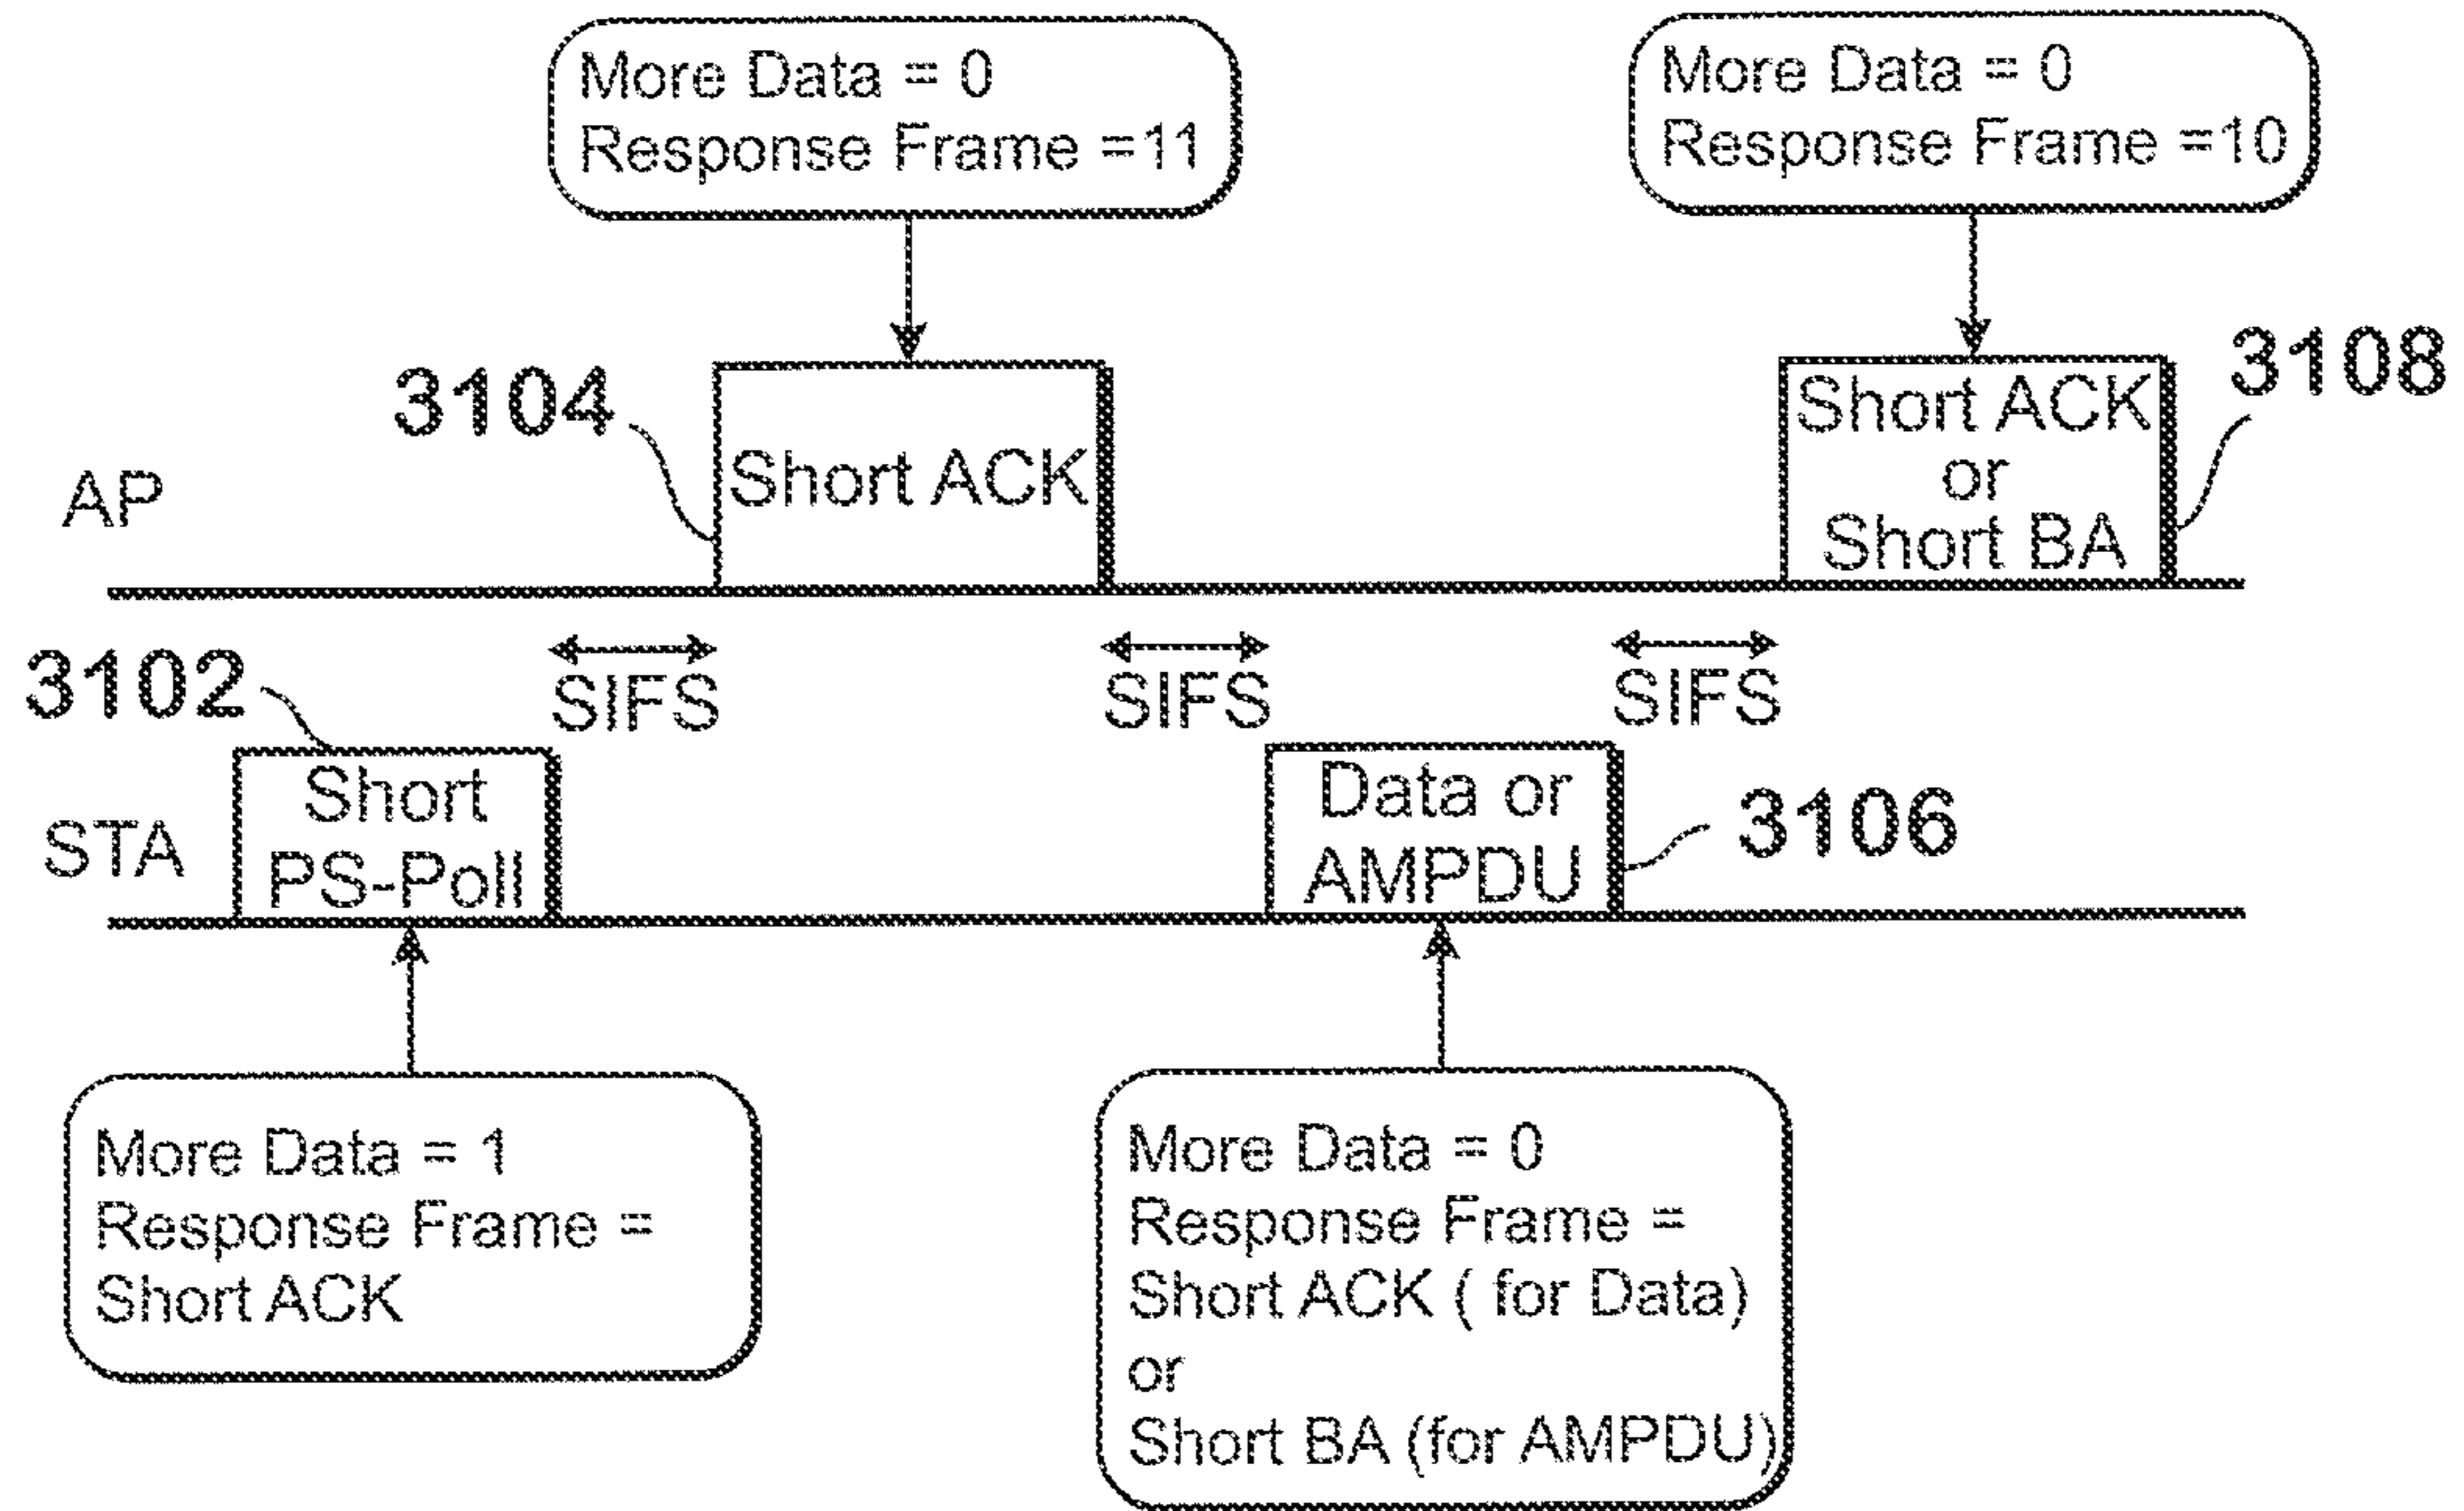 More Data = 0
Response Frame =11
More Data = 0
Response Frame =10
3104
3108
AP
Short ACK
Short ACK
or
Short BA
3102
SIFS
SIFS
SIFS
STA
Short
PS-Poll
Data or
AMPDU
3106
More Data = 1
Response Frame =
Short ACK
More Data = 0
Response Frame =
Short ACK ( for Data)
or
Short BA (for AMPDU)